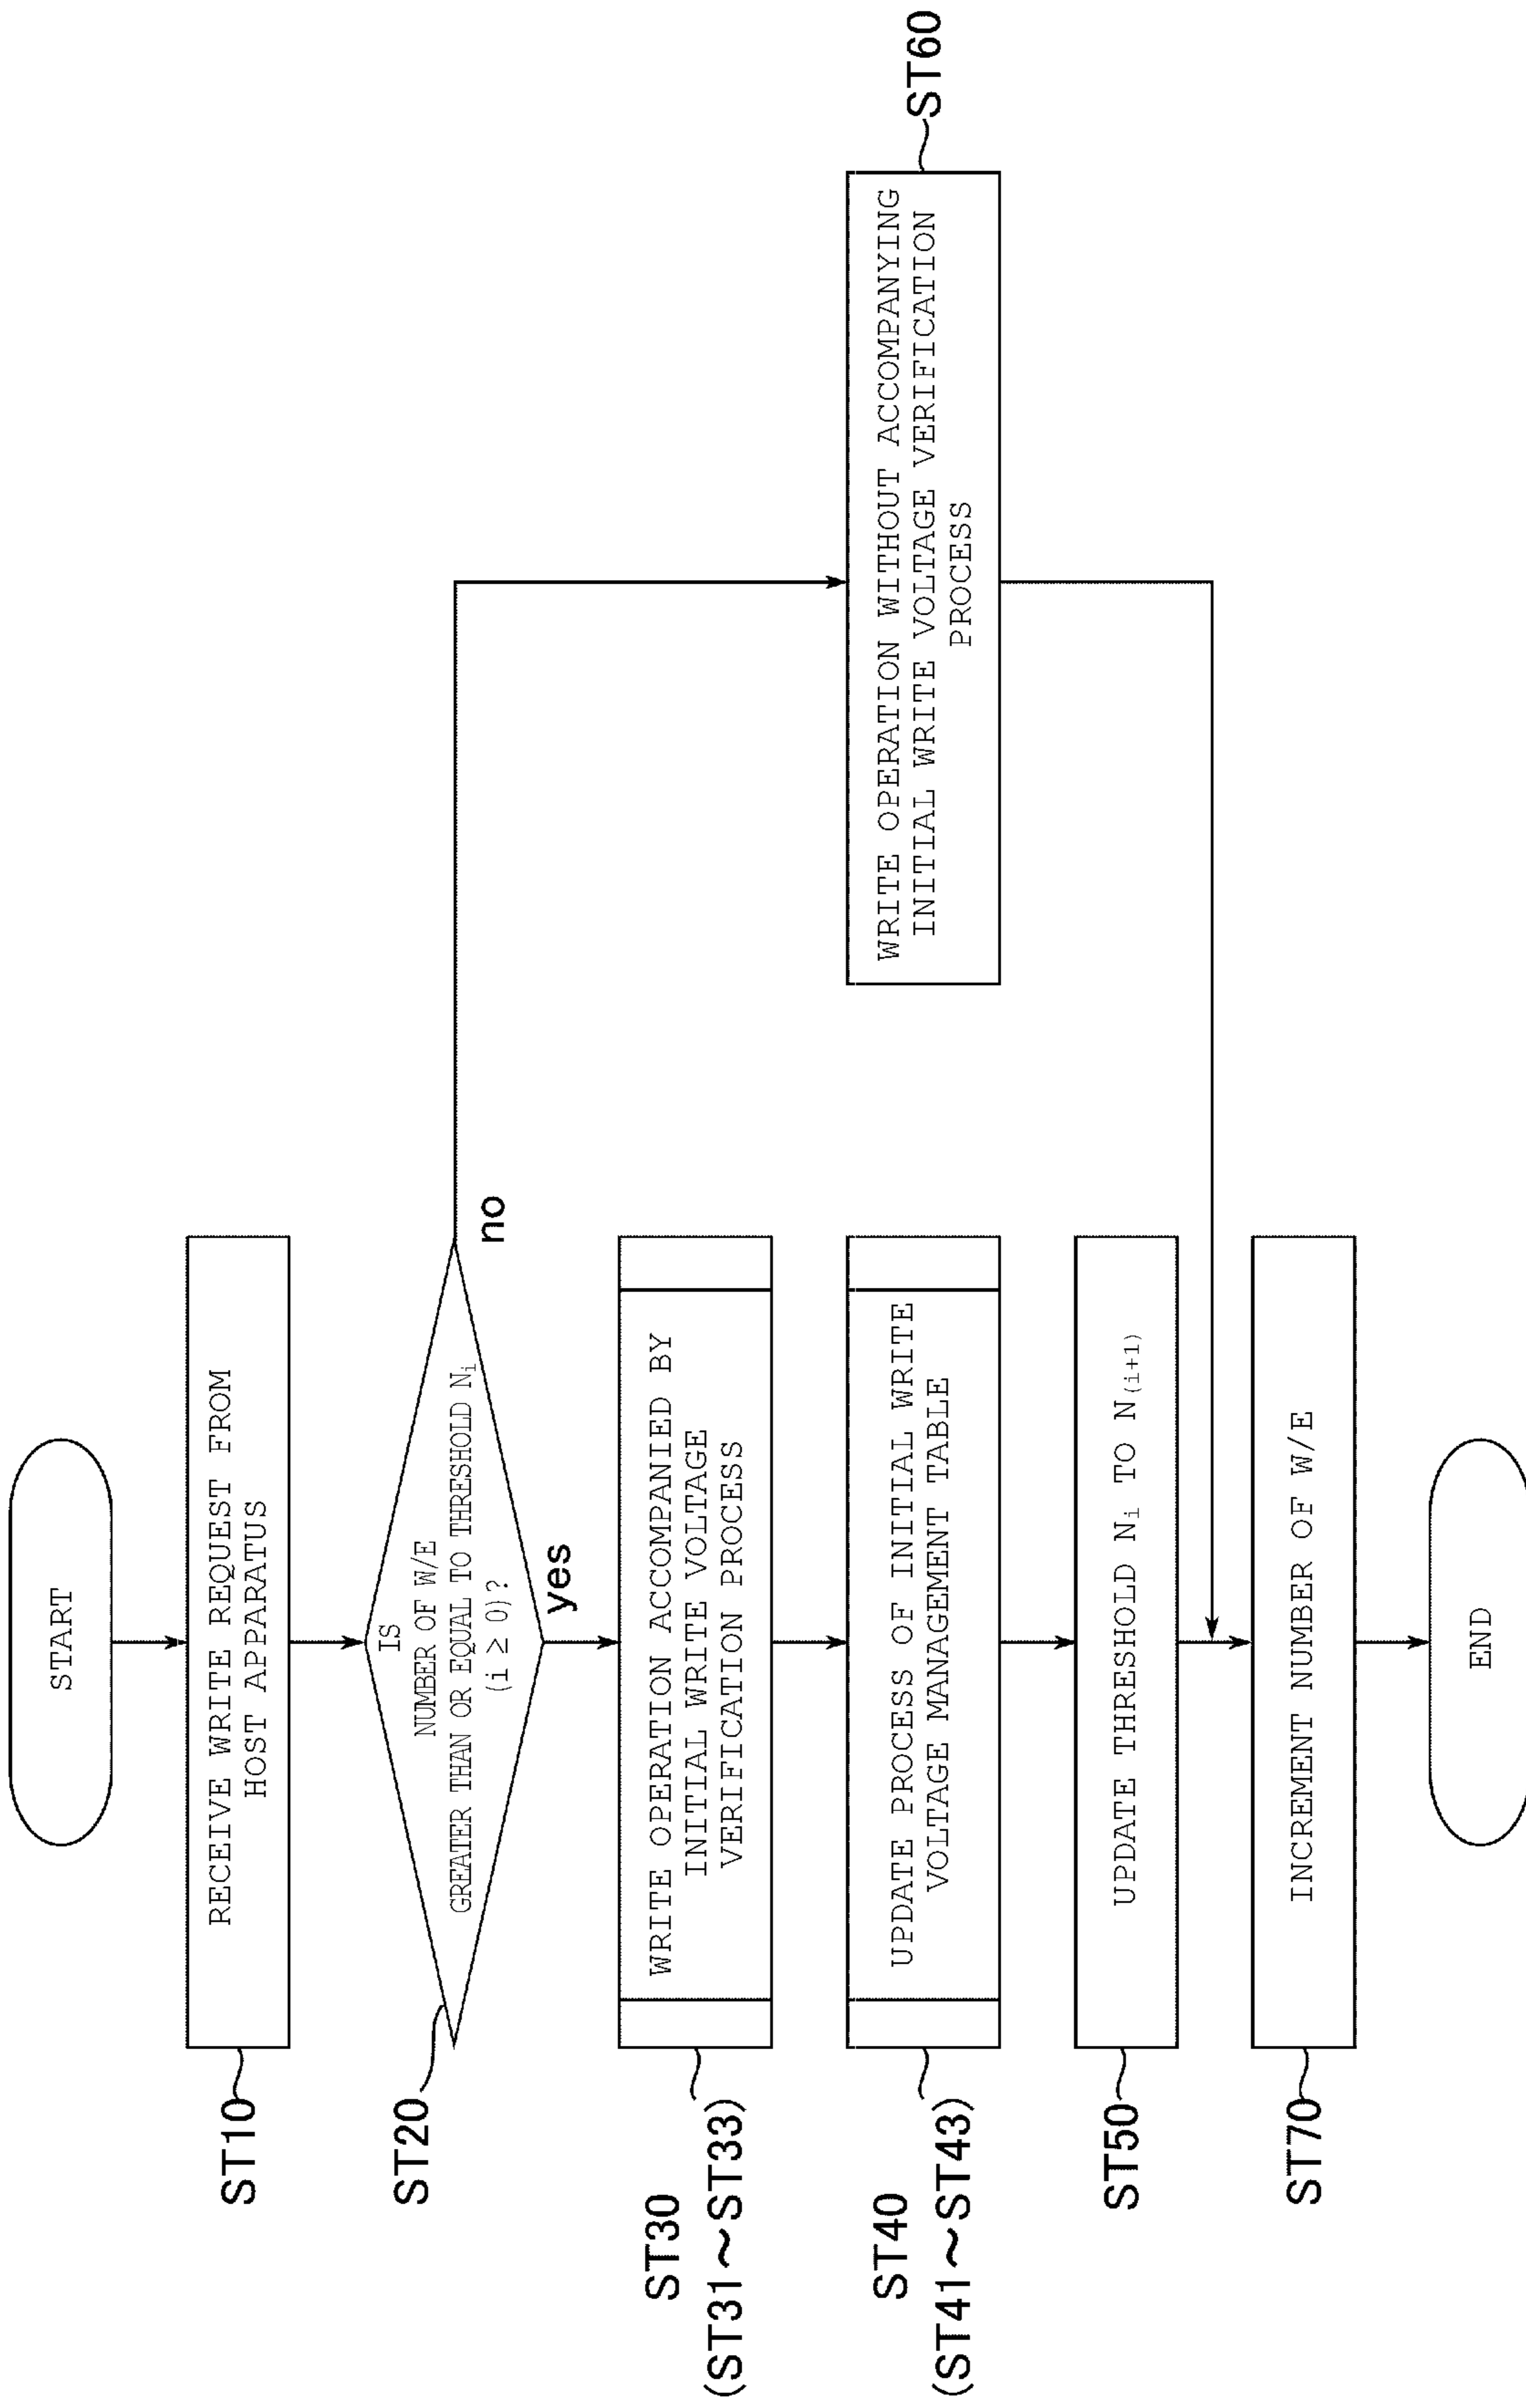 START
ST10
RECEIVE WRITE REQUEST FROM
HOST APPARATUS
ST20
IS
NUMBER OF W/E
GREATER THAN OR EQUAL TO THRESHOLD Nᵢ
(i ≥ 0)?
no
yes
ST30
(ST31~ST33)
WRITE OPERATION ACCOMPANIED BY
INITIAL WRITE VOLTAGE
VERIFICATION PROCESS
ST40
(ST41~ST43)
UPDATE PROCESS OF INITIAL WRITE
VOLTAGE MANAGEMENT TABLE
ST60
WRITE OPERATION WITHOUT ACCOMPANYING
INITIAL WRITE VOLTAGE VERIFICATION
PROCESS
ST50
UPDATE THRESHOLD Nᵢ TO N₍ᵢ₊₁₎
ST70
INCREMENT NUMBER OF W/E
END